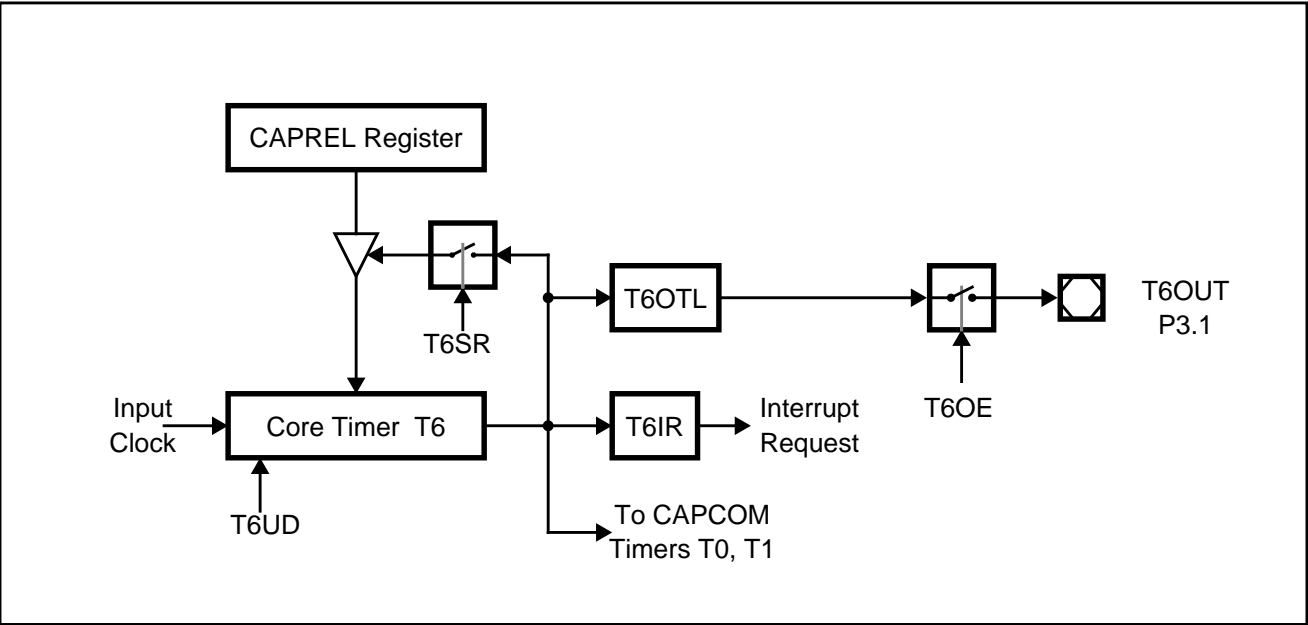 CAPREL Register
T6SR
T6OTL
T6OUT
P3.1
T6OE
Input
Clock
Core Timer T6
T6IR
Interrupt
Request
T6UD
To CAPCOM
Timers T0, T1